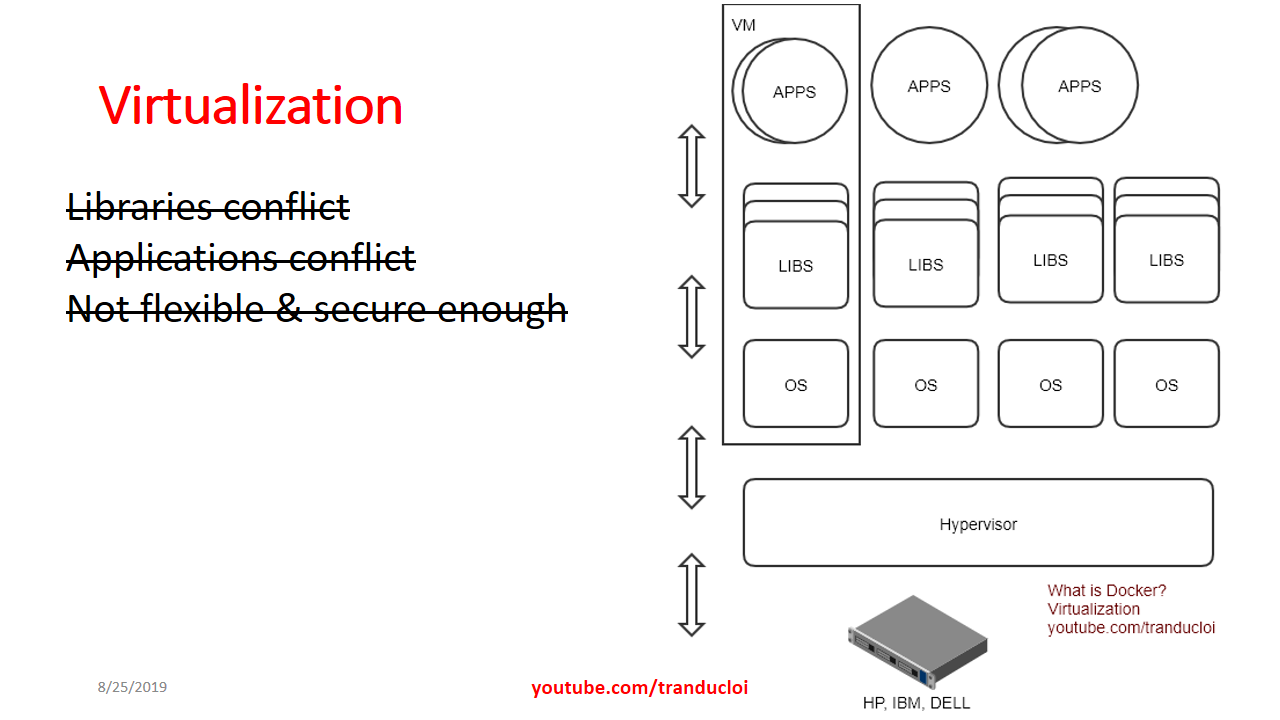 Virtualization
Libraries conflict
Applications conflict
Not flexible & secure enough
VM
APPS
APPS
APPS
LIBS
LIBS
LIBS
LIBS
OS
OS
OS
OS
Hypervisor
What is Docker?
Virtualization
youtube.com/tranducloi
HP, IBM, DELL
8/25/2019
youtube.com/tranducloi